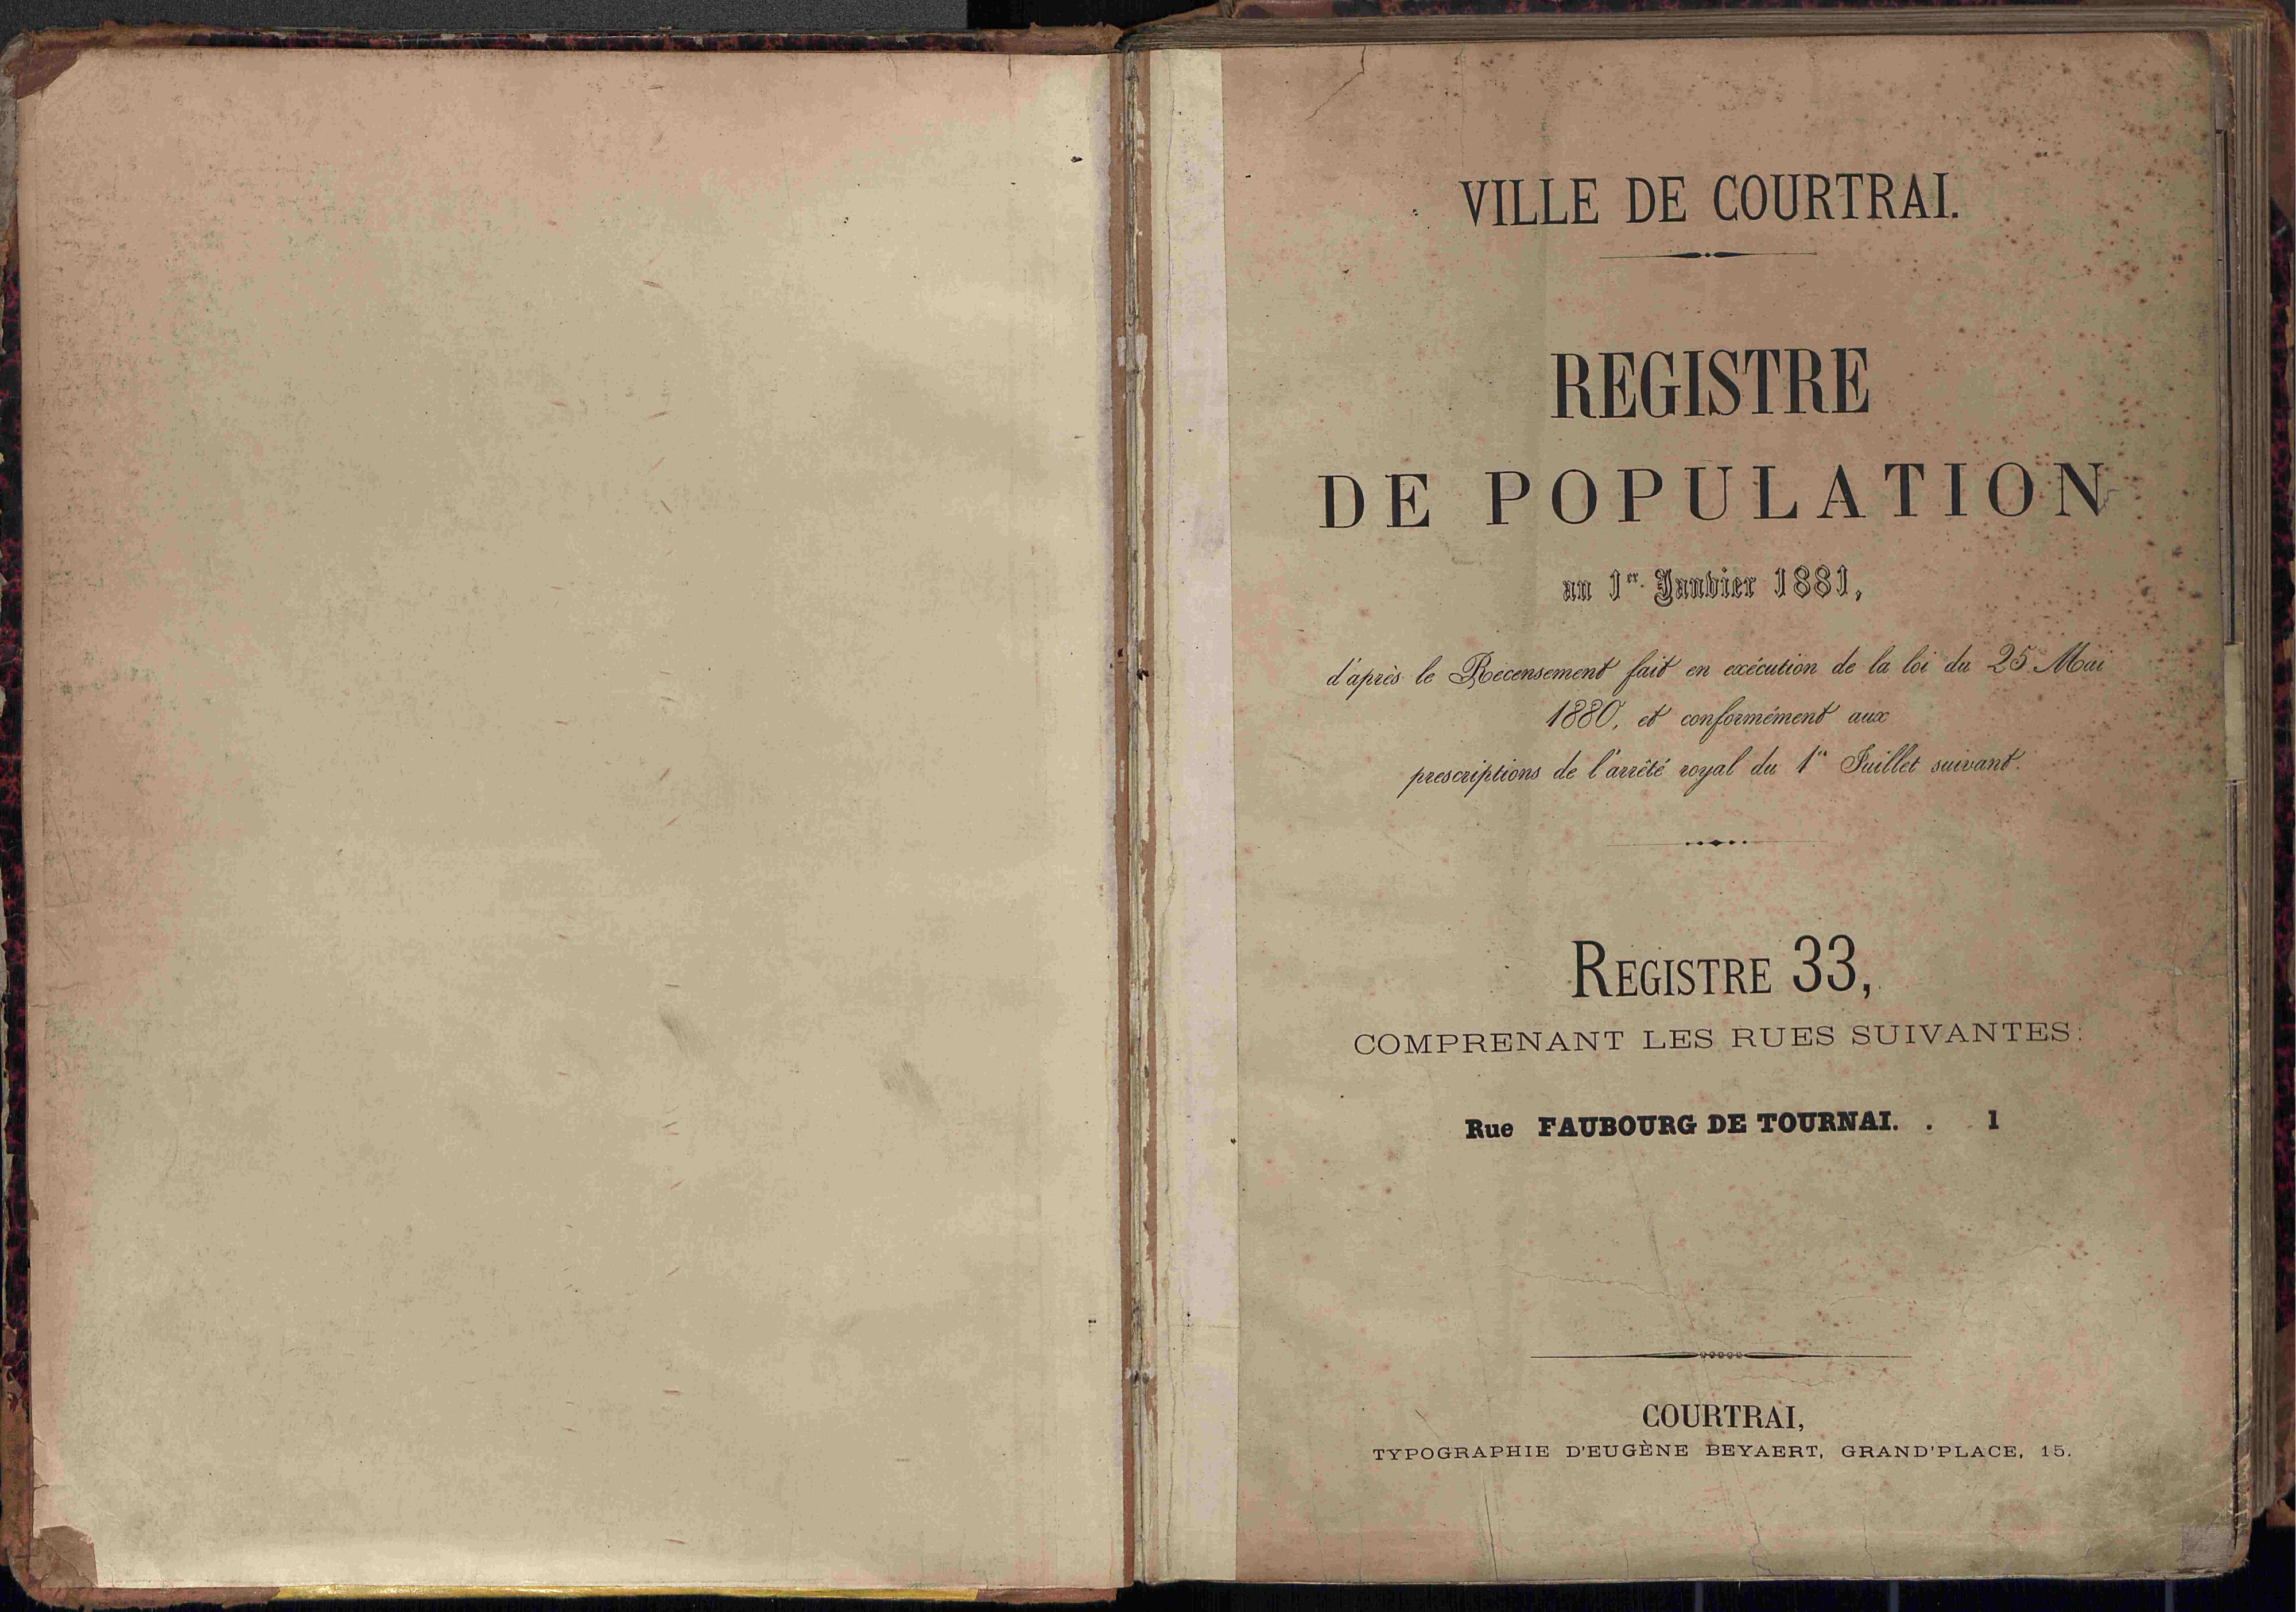 VILLE DE COURTRAI.
REGISTRE
DE POPULATION
au 1er Janvier 1881,
d'après le Recensement fait en exécution de la loi du 25 Mai
1880, et conformément aux
prescriptions de l'arrêté royal du 1er Juillet suivant.
REGISTRE 33,
COMPRENANT LES RUES SUIVANTES:
Rue FAUBOURG DE TOURNAI. . 1
COURTRAI,
TYPOGRAPHIE D'EUGÈNE BEYAERT, GRAND'PLACE, 15.